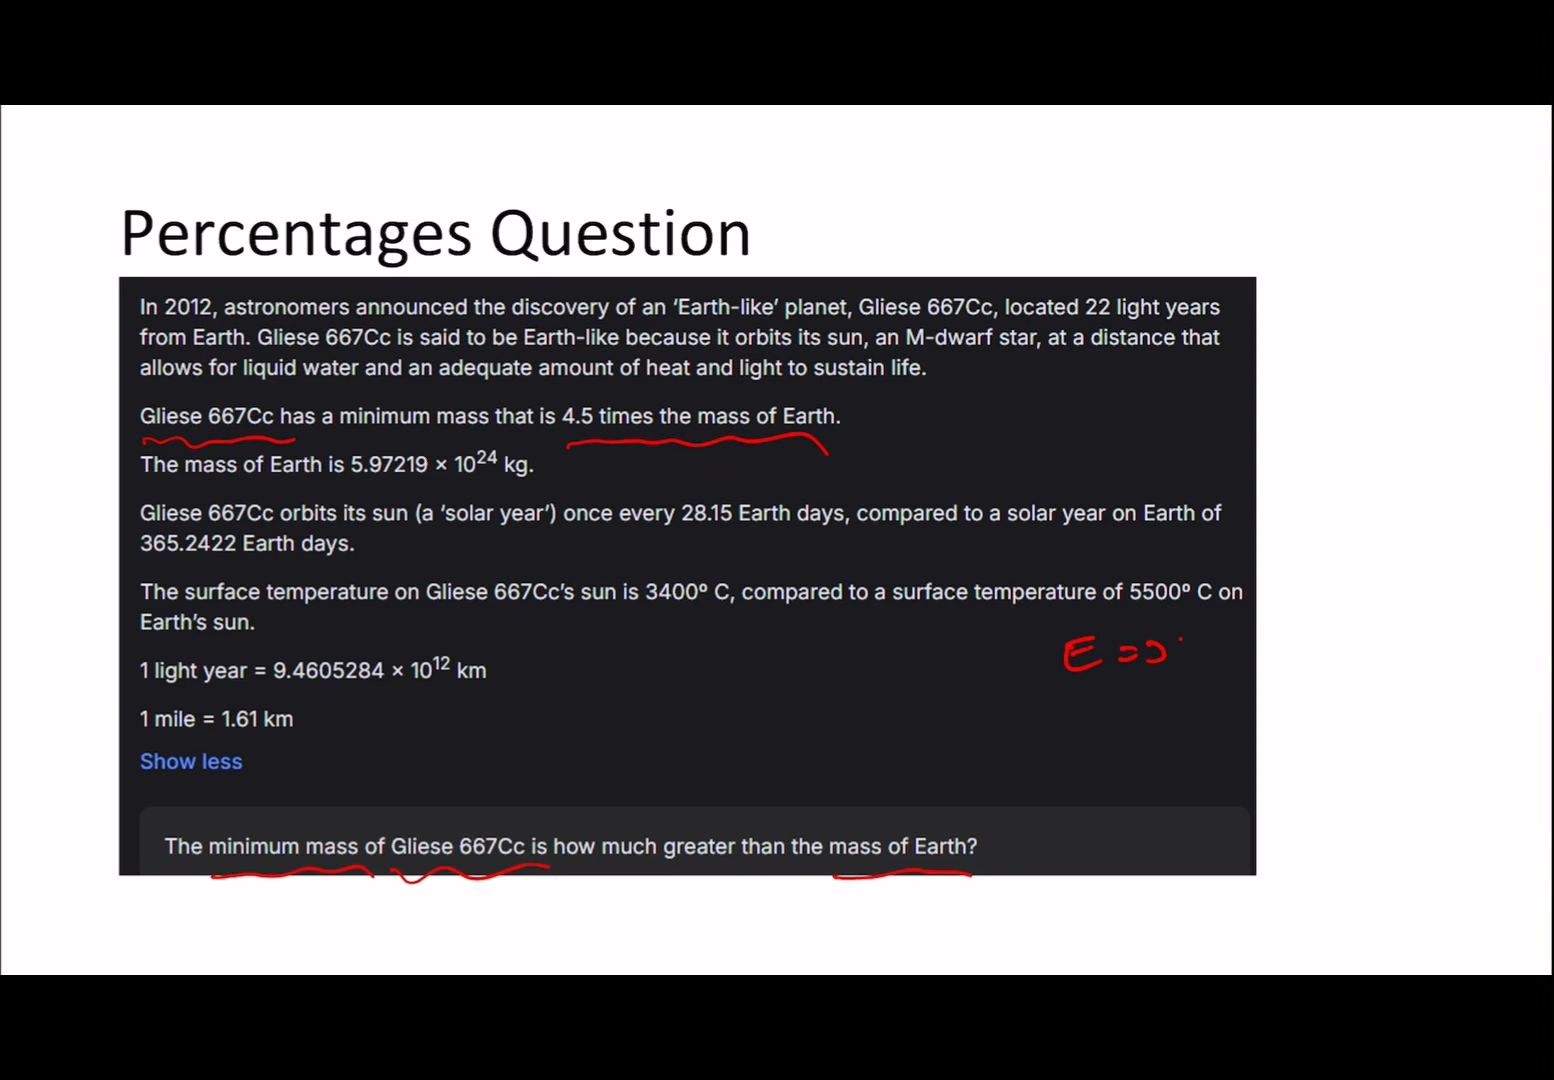 Percentages Question
In 2012, astronomers announced the discovery of an ‘Earth-like’ planet, Gliese 667Cc, located 22 light years
from Earth. Gliese 667Cc is said to be Earth-like because it orbits its sun, an M-dwarf star, at a distance that
allows for liquid water and an adequate amount of heat and light to sustain life.
Gliese 667Cc has a minimum mass that is 4.5 times the mass of Earth.
The mass of Earth is 5.97219 × 10²⁴ kg.
Gliese 667Cc orbits its sun (a ‘solar year’) once every 28.15 Earth days, compared to a solar year on Earth of
365.2422 Earth days.
The surface temperature on Gliese 667Cc’s sun is 3400º C, compared to a surface temperature of 5500º C on
Earth’s sun.
E =>
1 light year = 9.4605284 × 10¹² km
1 mile = 1.61 km
Show less
The minimum mass of Gliese 667Cc is how much greater than the mass of Earth?